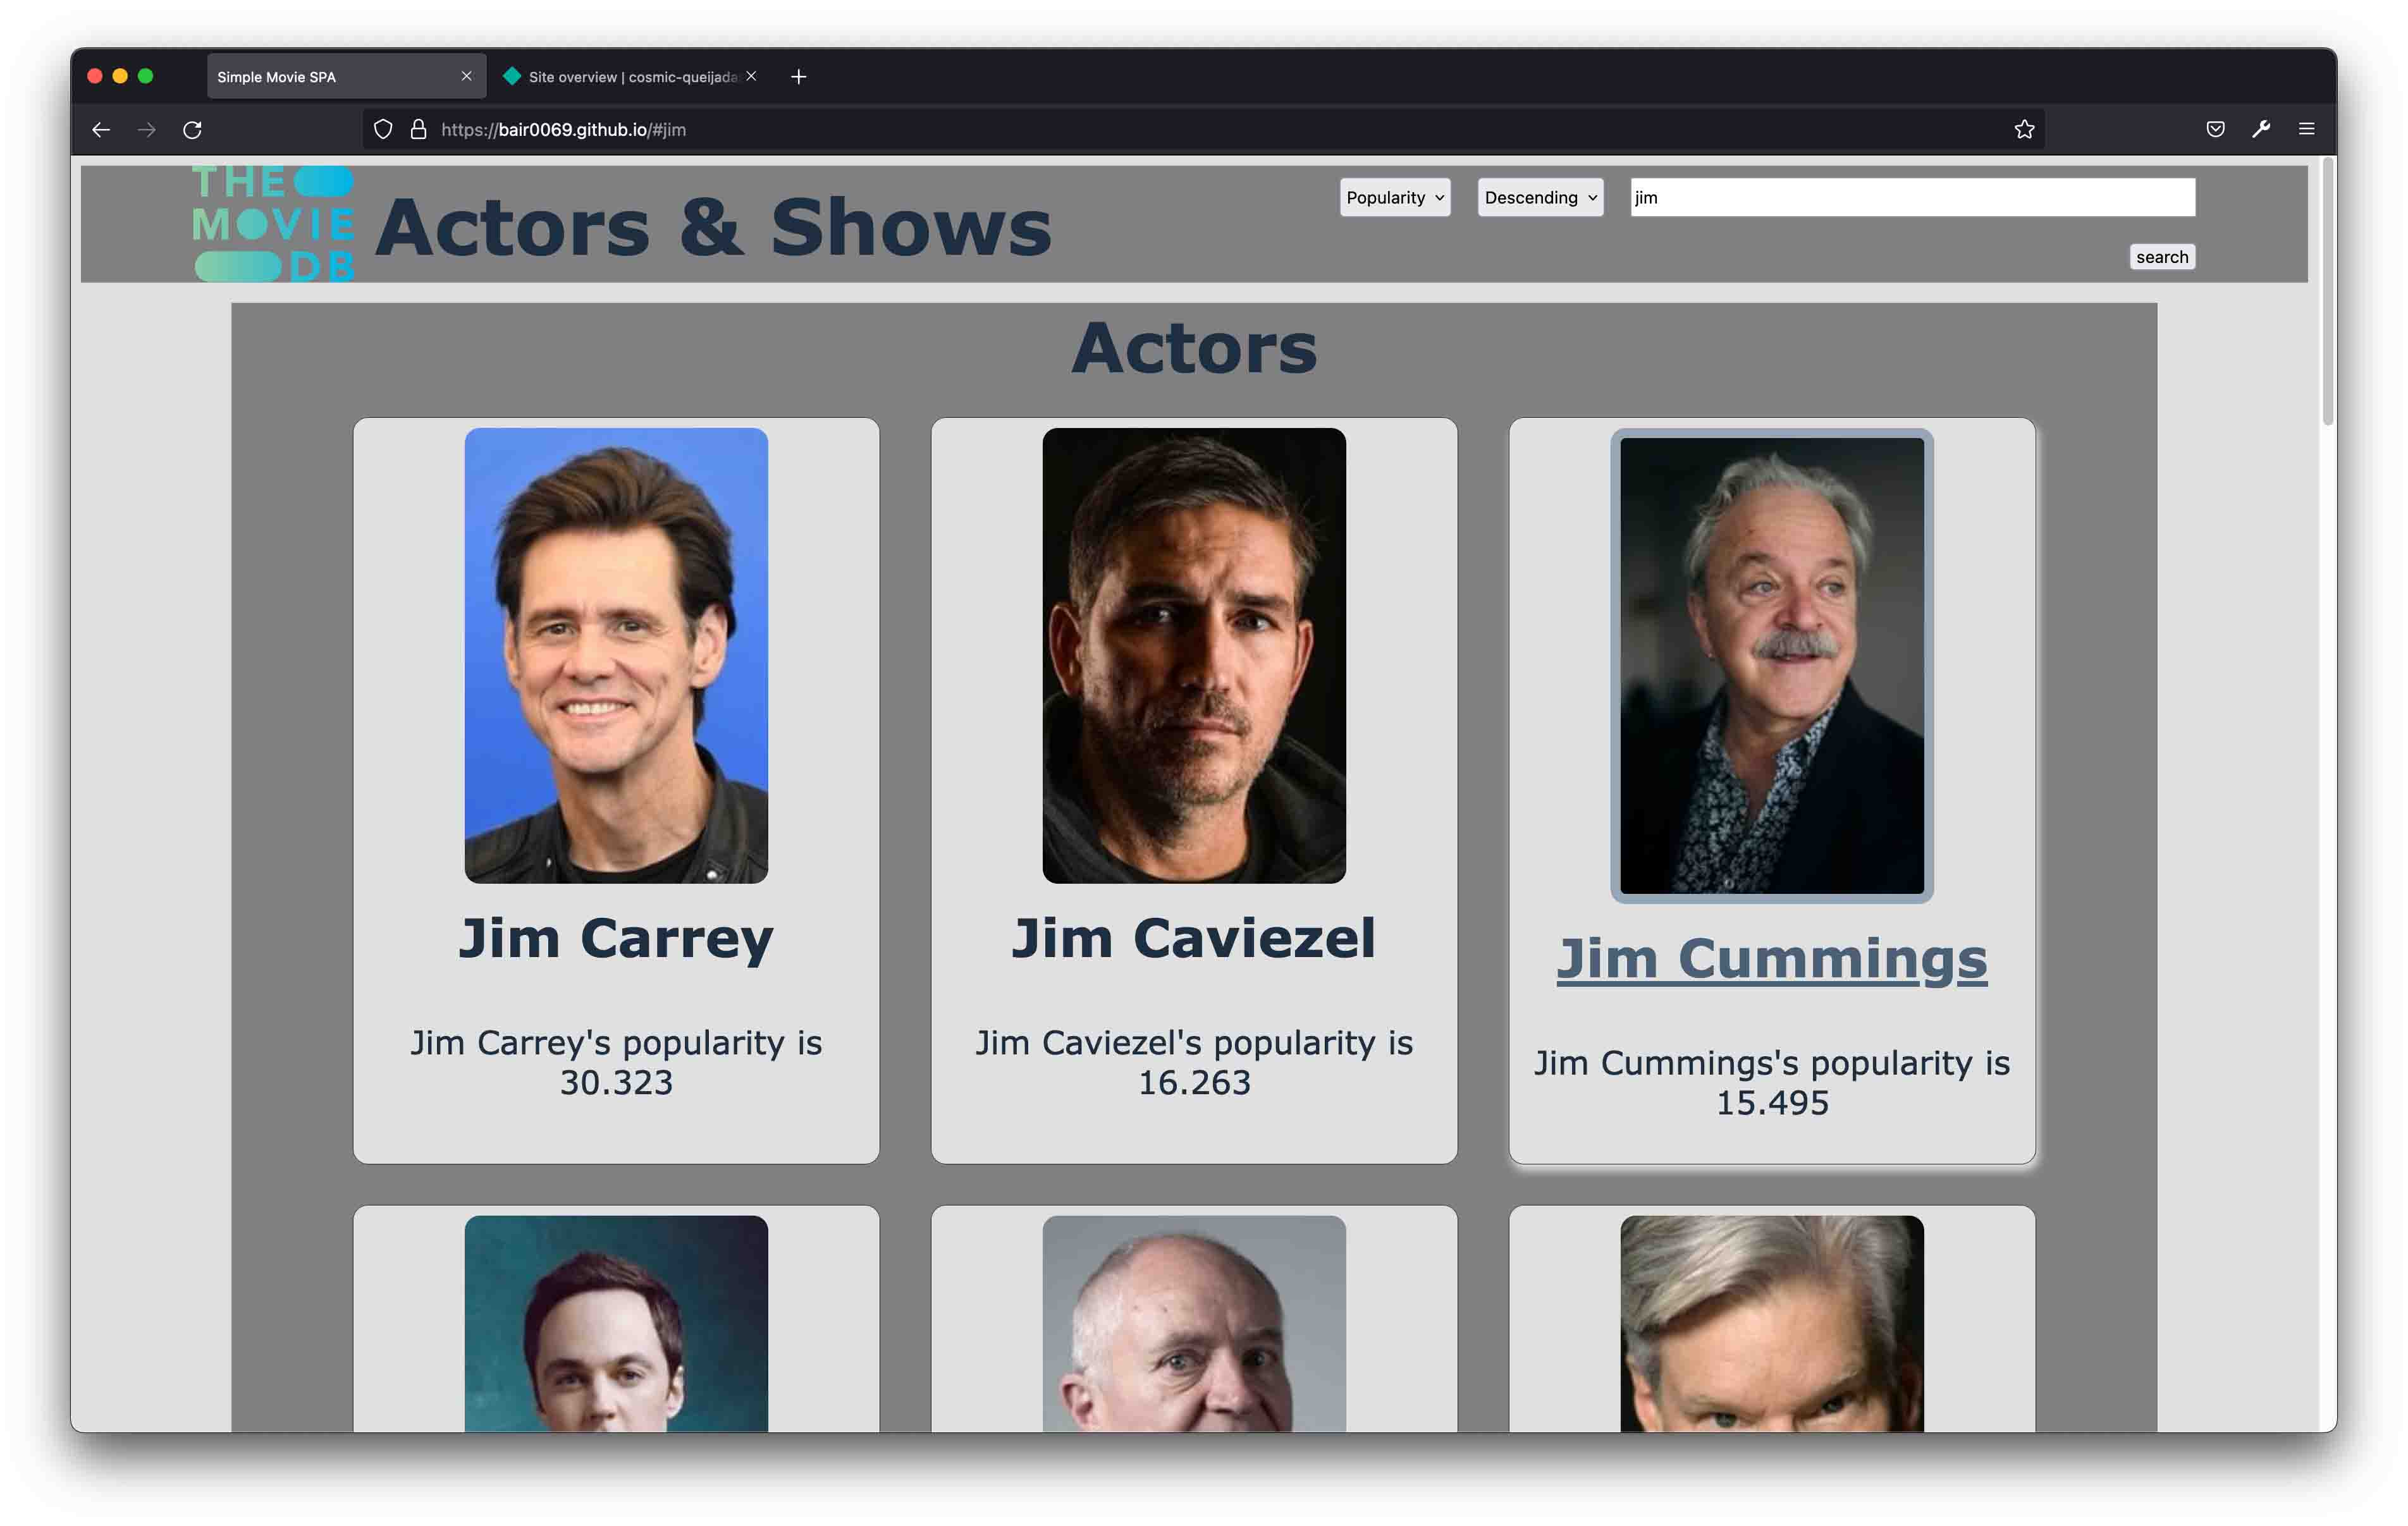 Simple Movie SPA
Site overview | cosmic-queijada
https://bair0069.github.io/#jim
THE
MOVIE
DB
Actors & Shows
Popularity
Descending
jim
search
Actors
Jim Carrey
Jim Carrey's popularity is
30.323
Jim Caviezel
Jim Caviezel's popularity is
16.263
Jim Cummings
Jim Cummings's popularity is
15.495